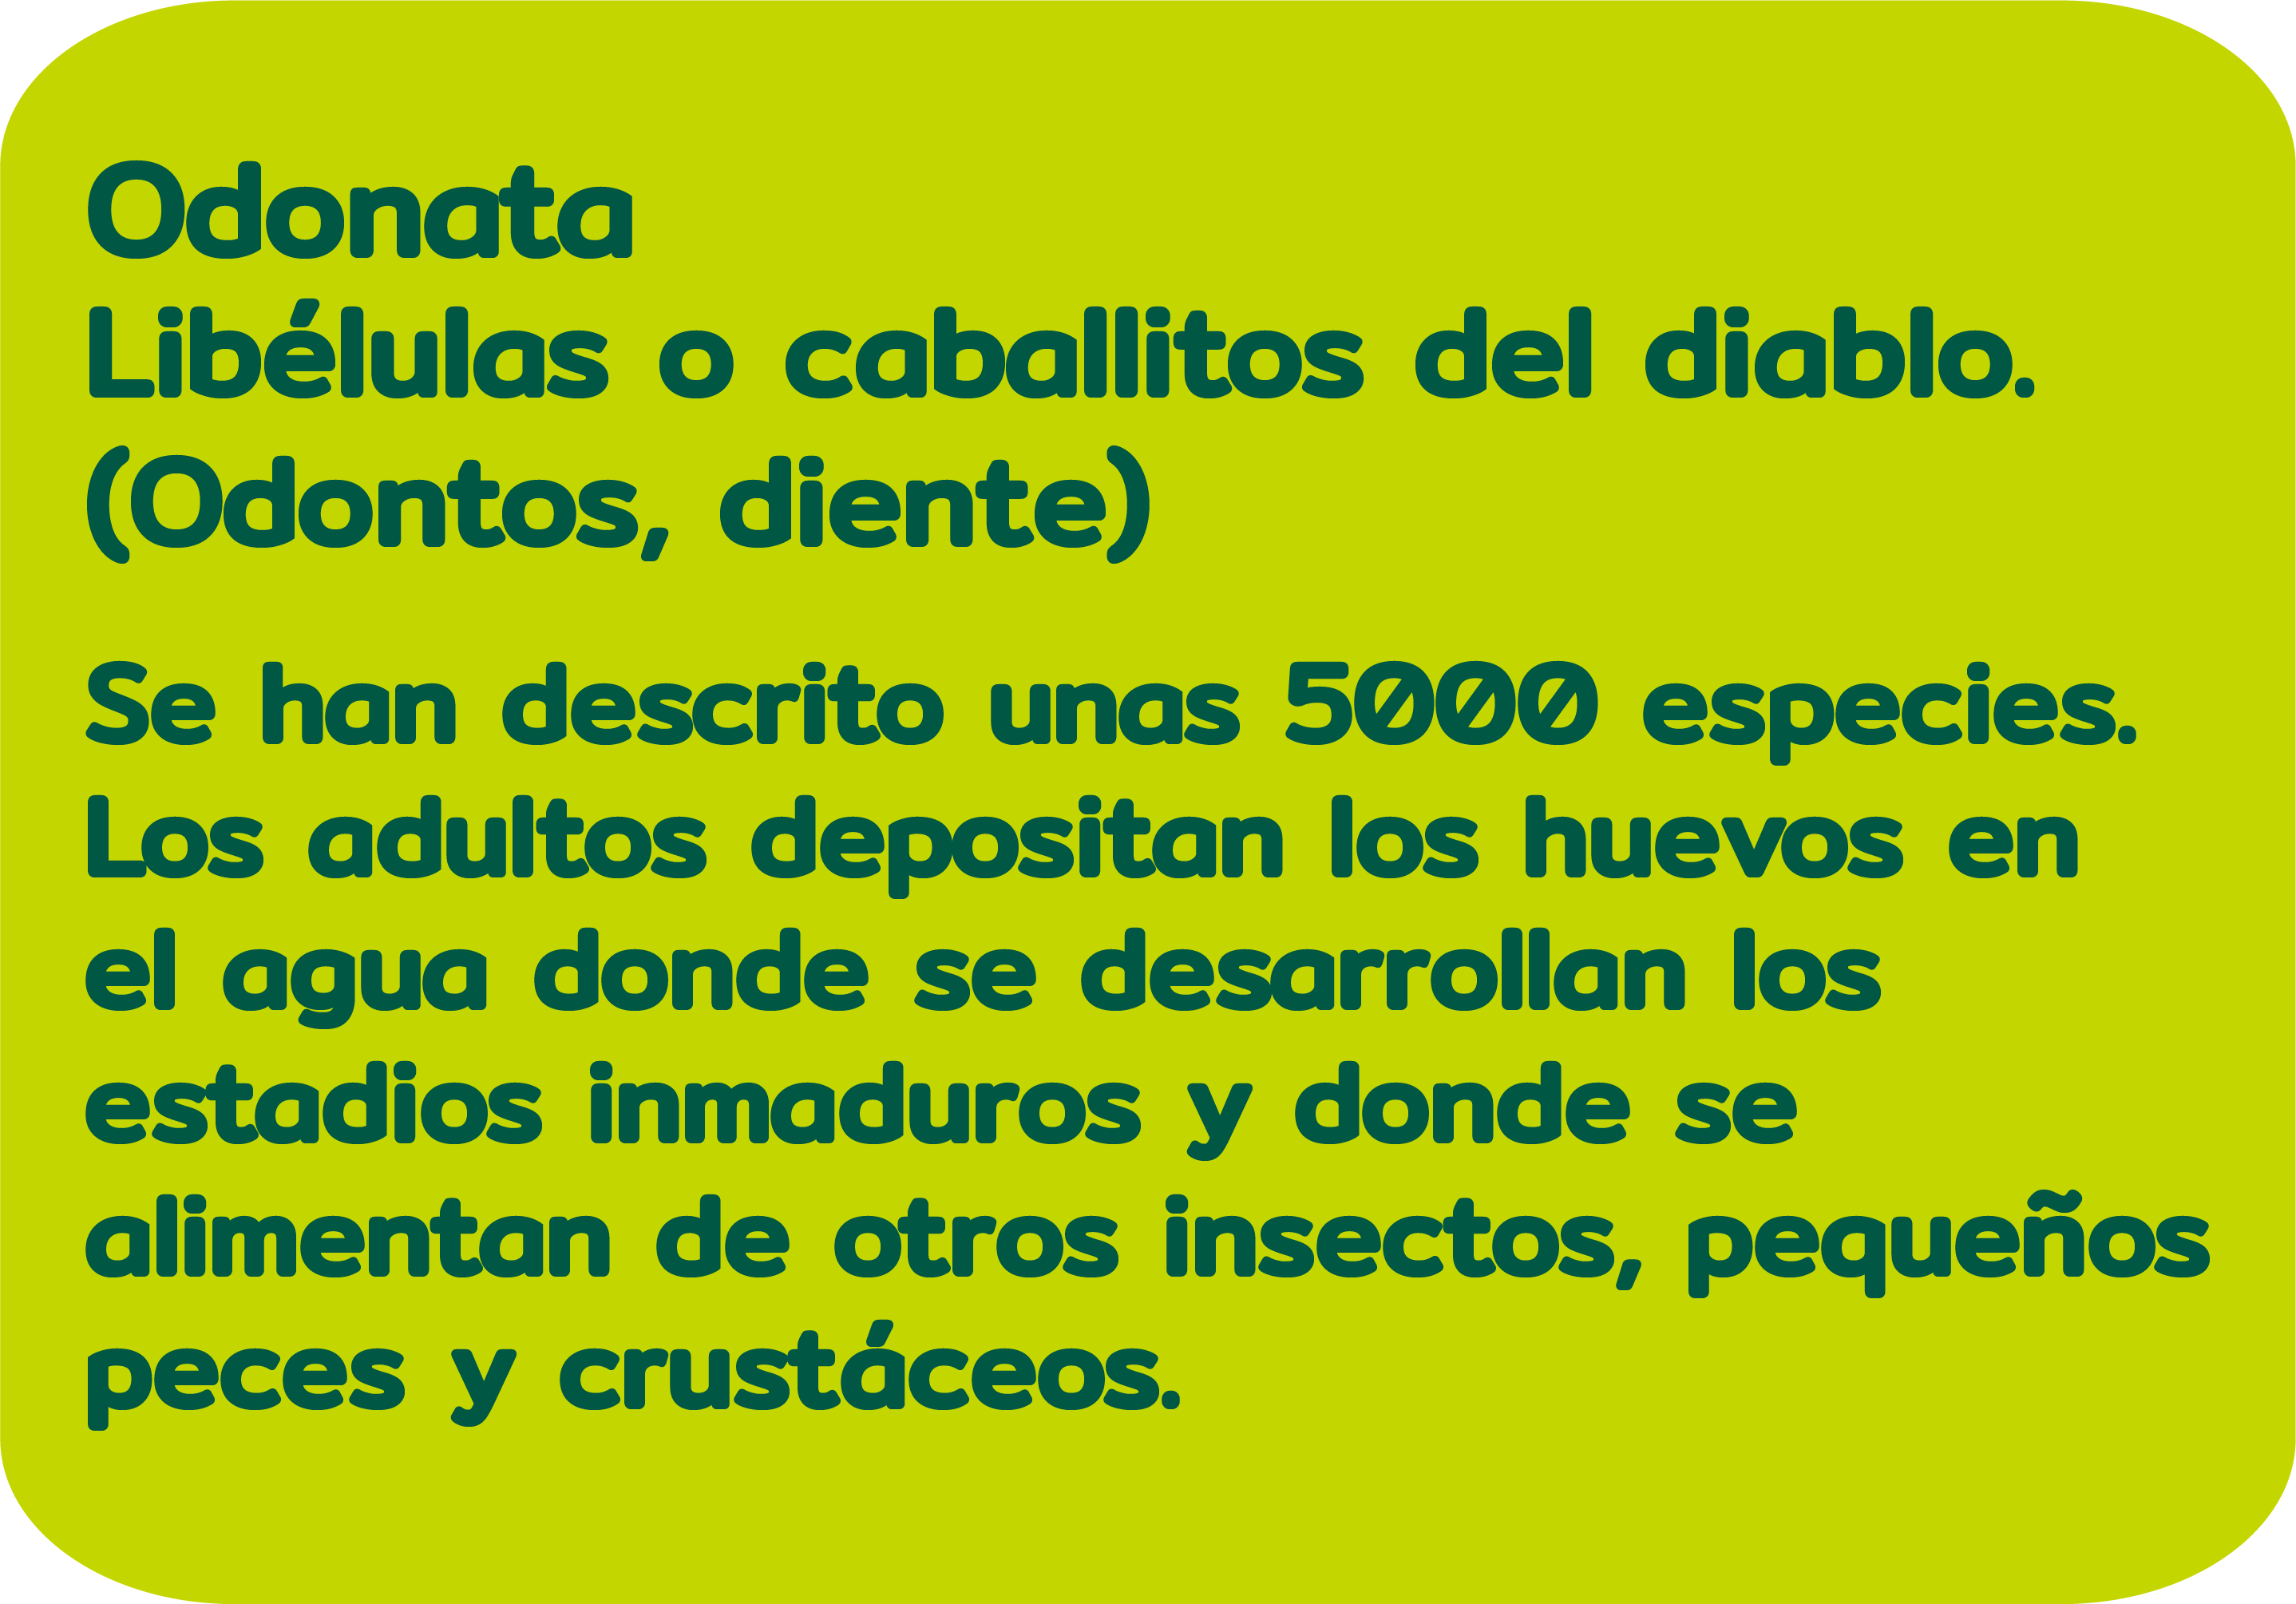 Odonata
Libélulas o caballitos del diablo.
(Odontos, diente)
Se han descrito unas 5000 especies.
Los adultos depositan los huevos en
el agua donde se desarrollan los
estadios inmaduros y donde se
alimentan de otros insectos, pequeños
peces y crustáceos.